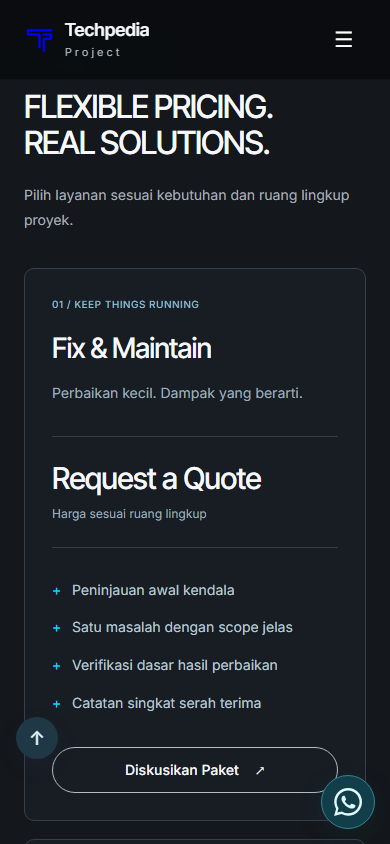 Techpedia
Project
FLEXIBLE PRICING.
REAL SOLUTIONS.
Pilih layanan sesuai kebutuhan dan ruang lingkup
proyek.
01 / KEEP THINGS RUNNING
Fix & Maintain
Perbaikan kecil. Dampak yang berarti.
Request a Quote
Harga sesuai ruang lingkup
+ Peninjauan awal kendala
+ Satu masalah dengan scope jelas
+ Verifikasi dasar hasil perbaikan
+ Catatan singkat serah terima
Diskusikan Paket ↗